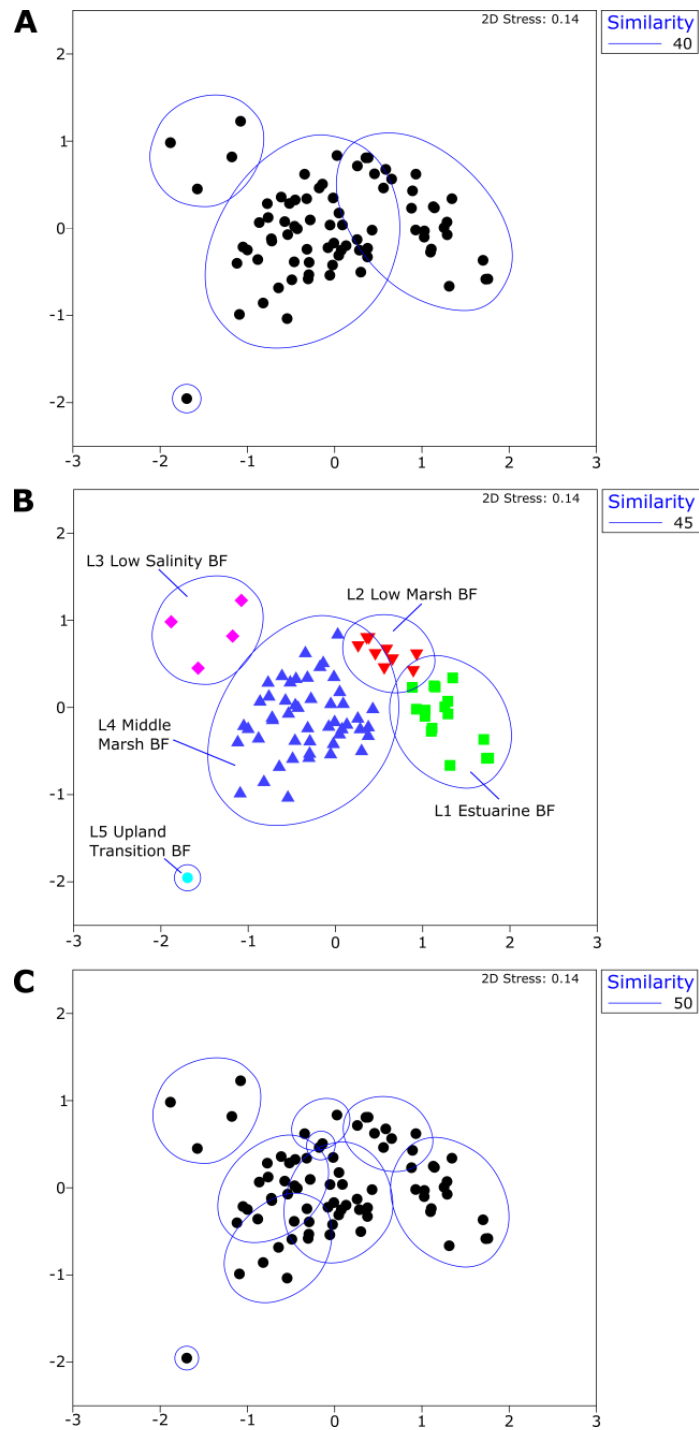 A
2D Stress: 0.14
Similarity
40
2
1
0
-1
-2
-3
-2
-1
0
1
2
3
B
2D Stress: 0.14
Similarity
45
L3 Low Salinity BF
L2 Low Marsh BF
L4 Middle
Marsh BF
L1 Estuarine BF
L5 Upland
Transition BF
2
1
0
-1
-2
-3
-2
-1
0
1
2
3
C
2D Stress: 0.14
Similarity
50
2
1
0
-1
-2
-3
-2
-1
0
1
2
3